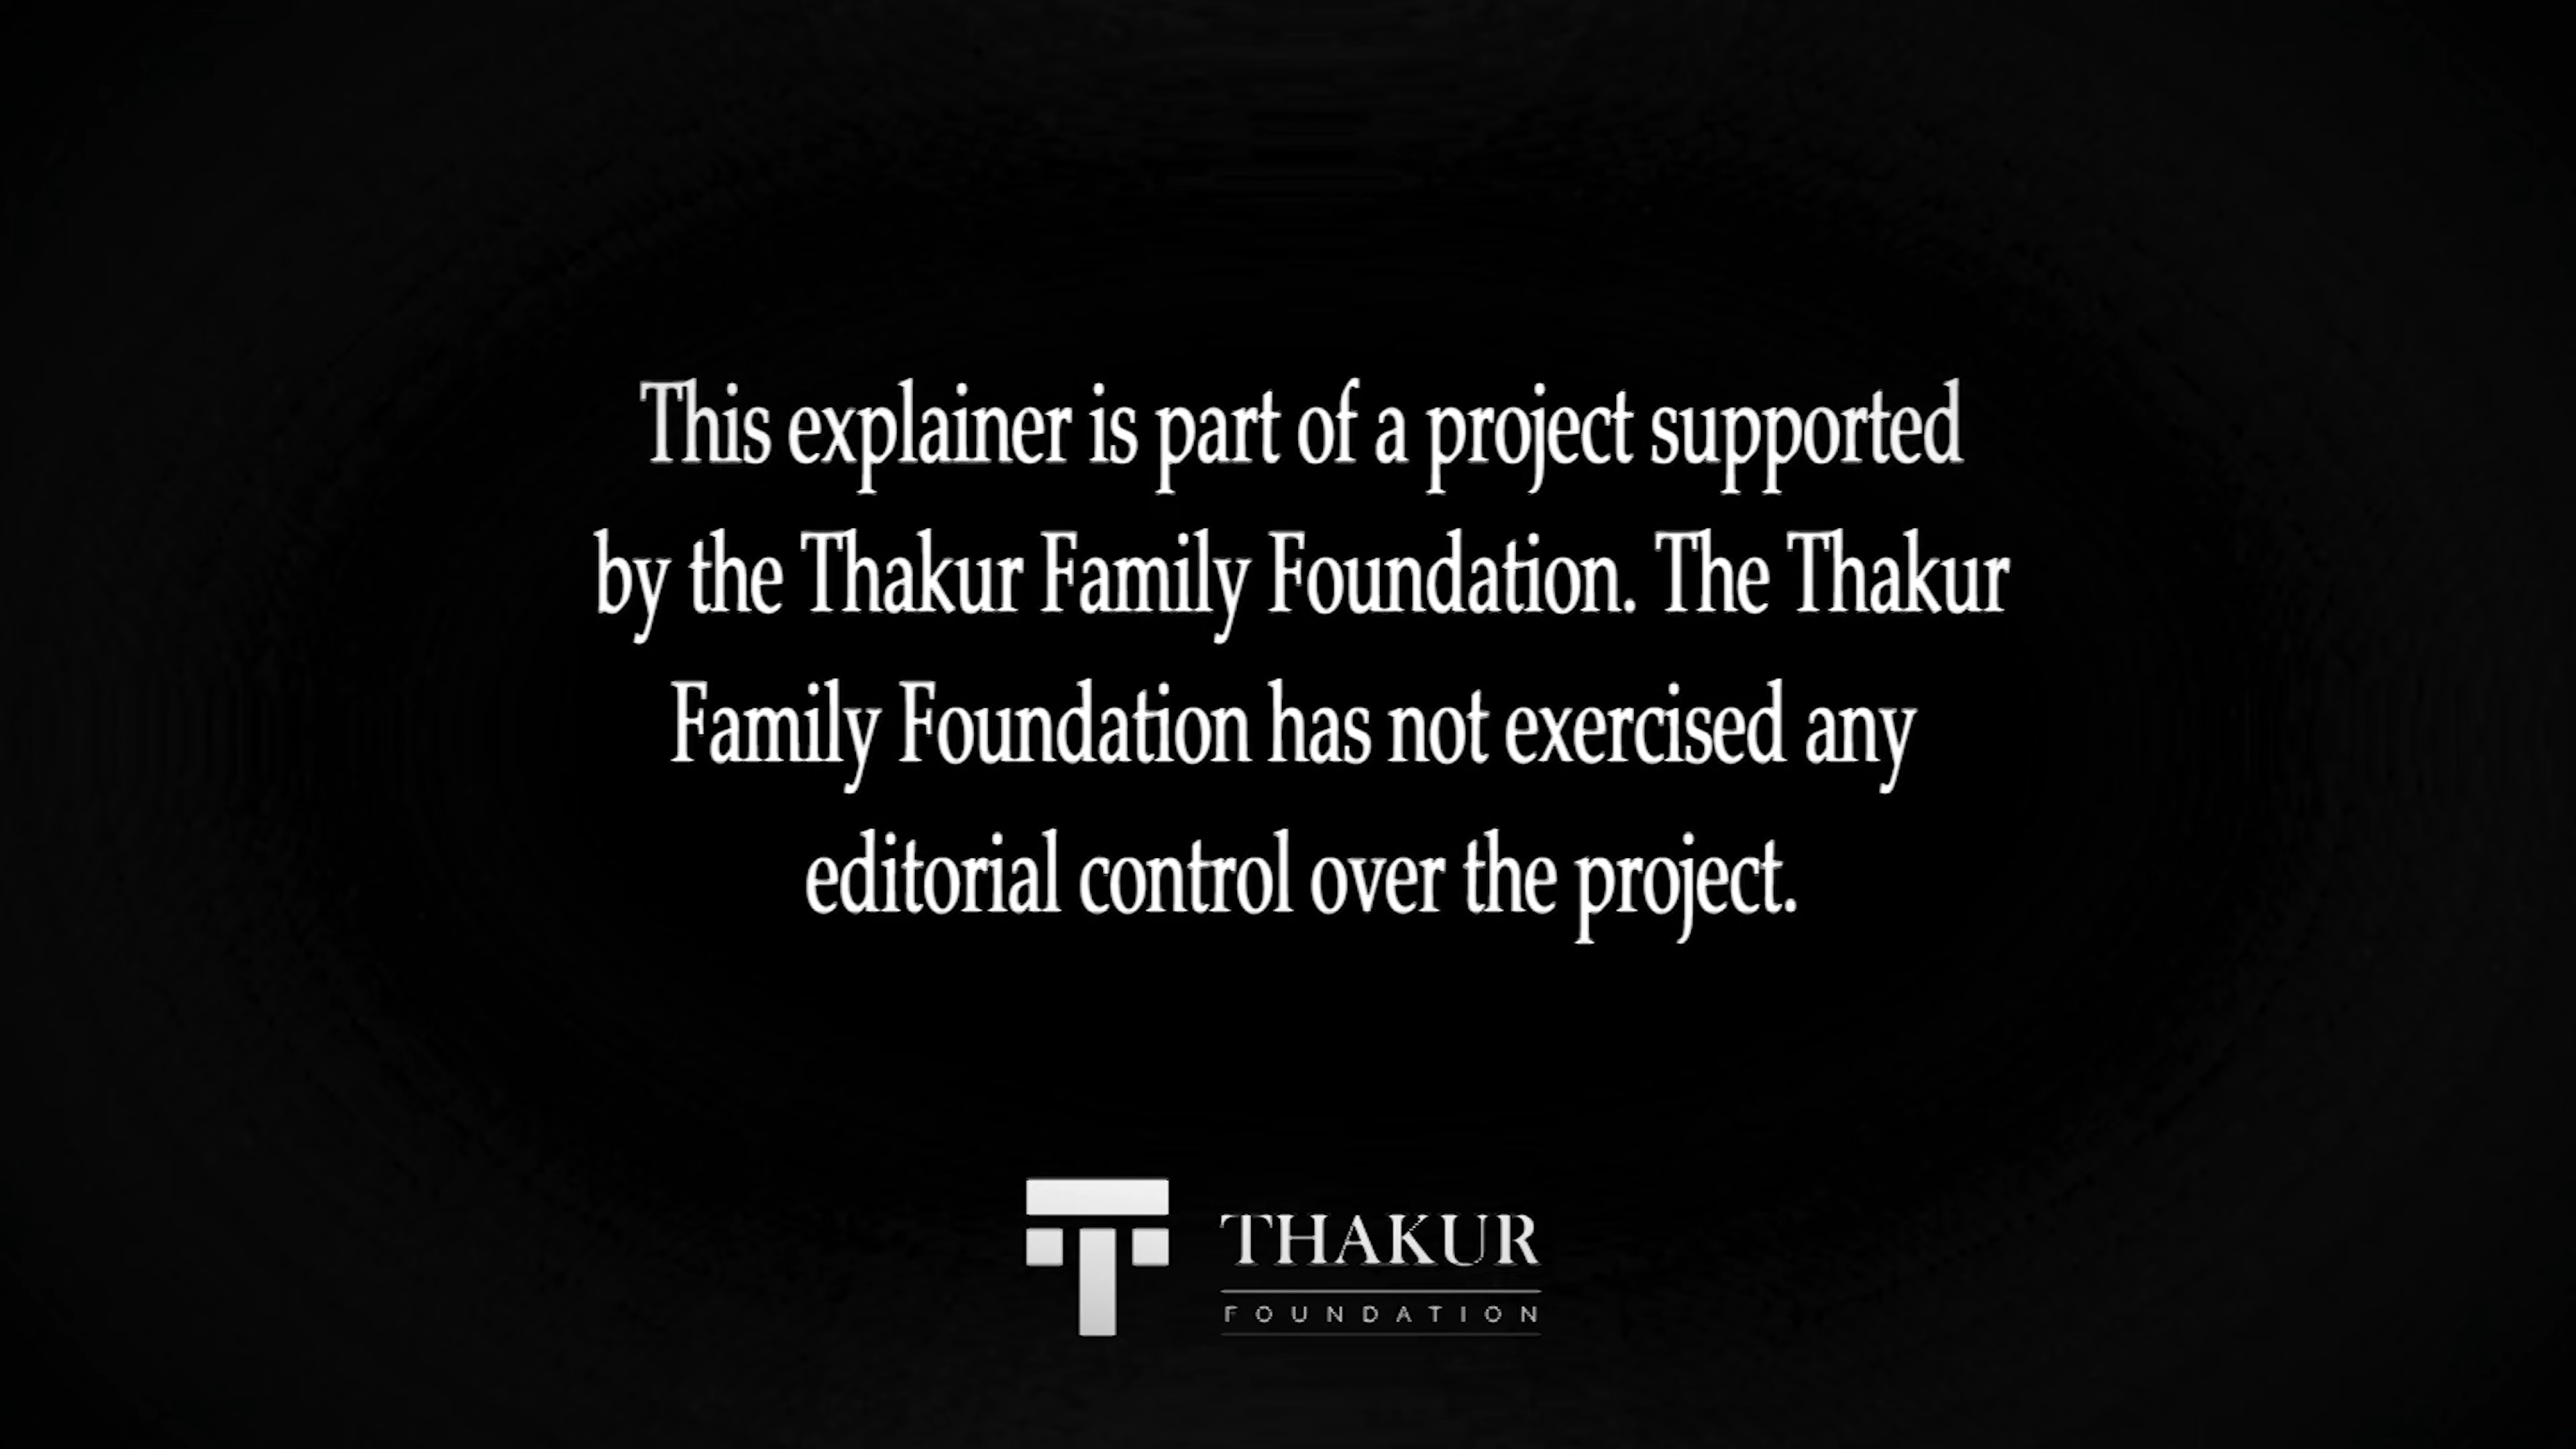 This explainer is part of a project supported
by the Thakur Family Foundation. The Thakur
Family Foundation has not exercised any
editorial control over the project.
THAKUR
FOUNDATION